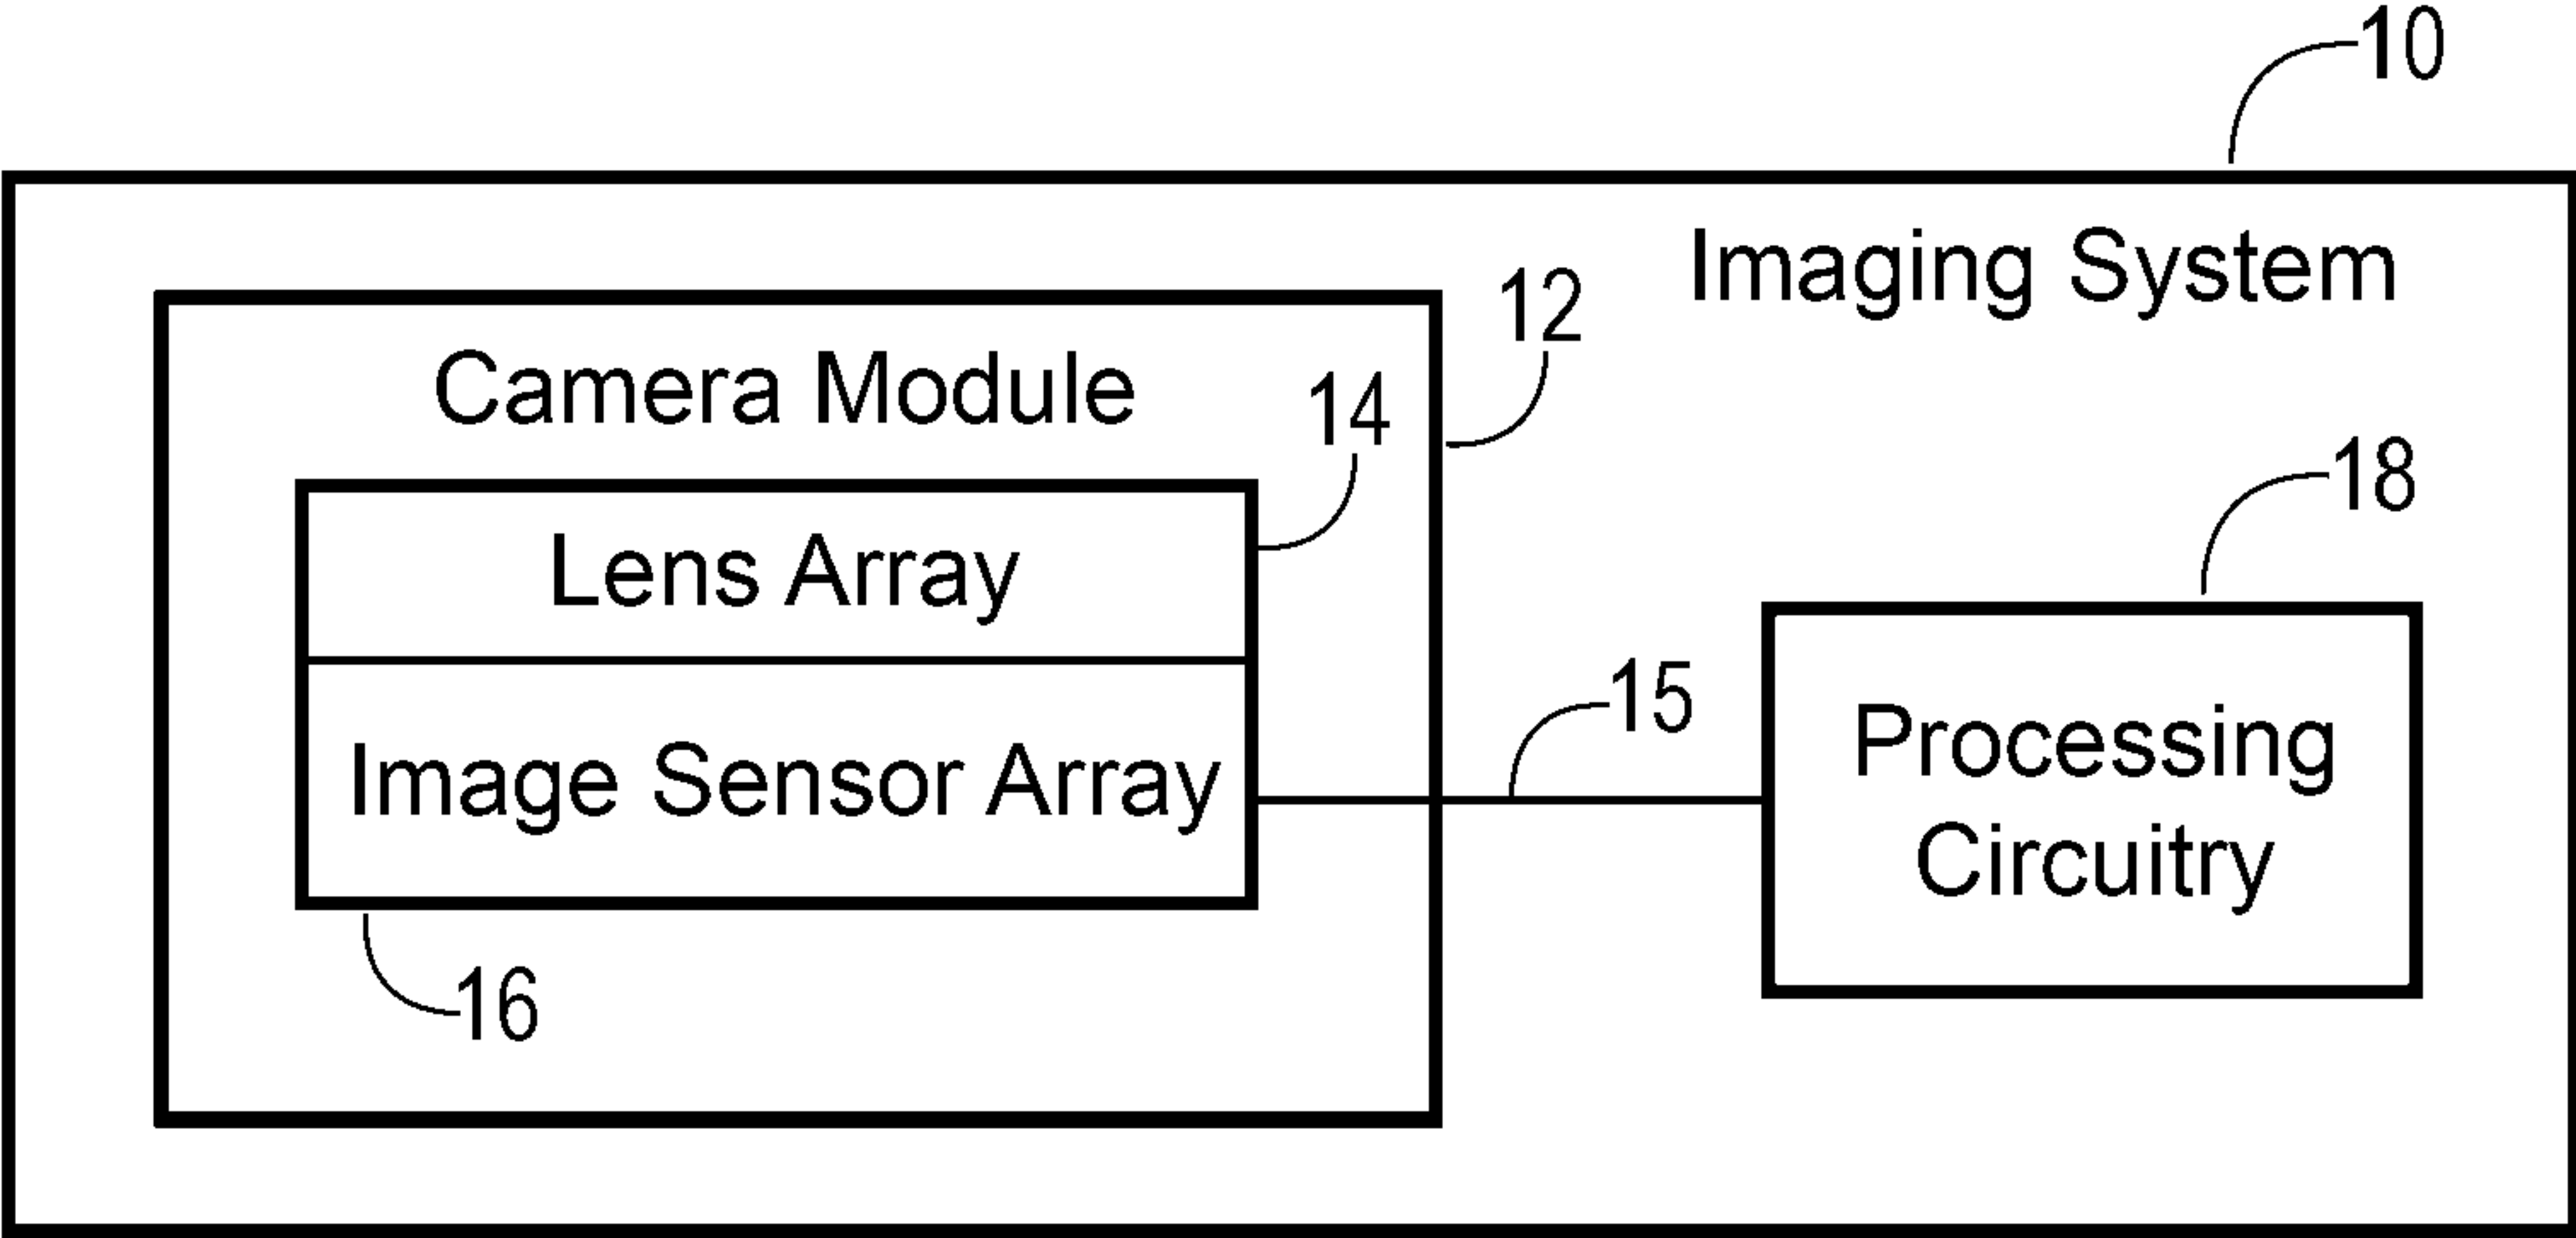 10
Imaging System
12
Camera Module
14
18
Lens Array
15
Processing
Circuitry
Image Sensor Array
16